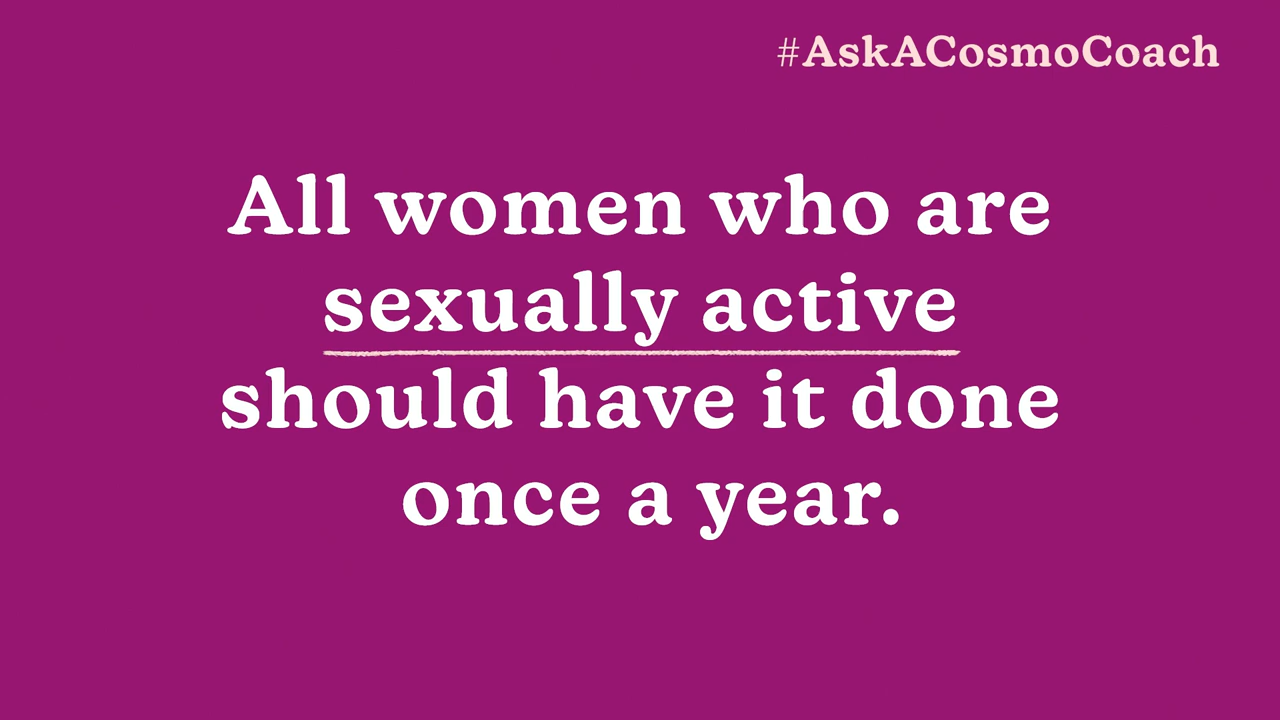 #AskACosmoCoach
All women who are
sexually active
should have it done
once a year.